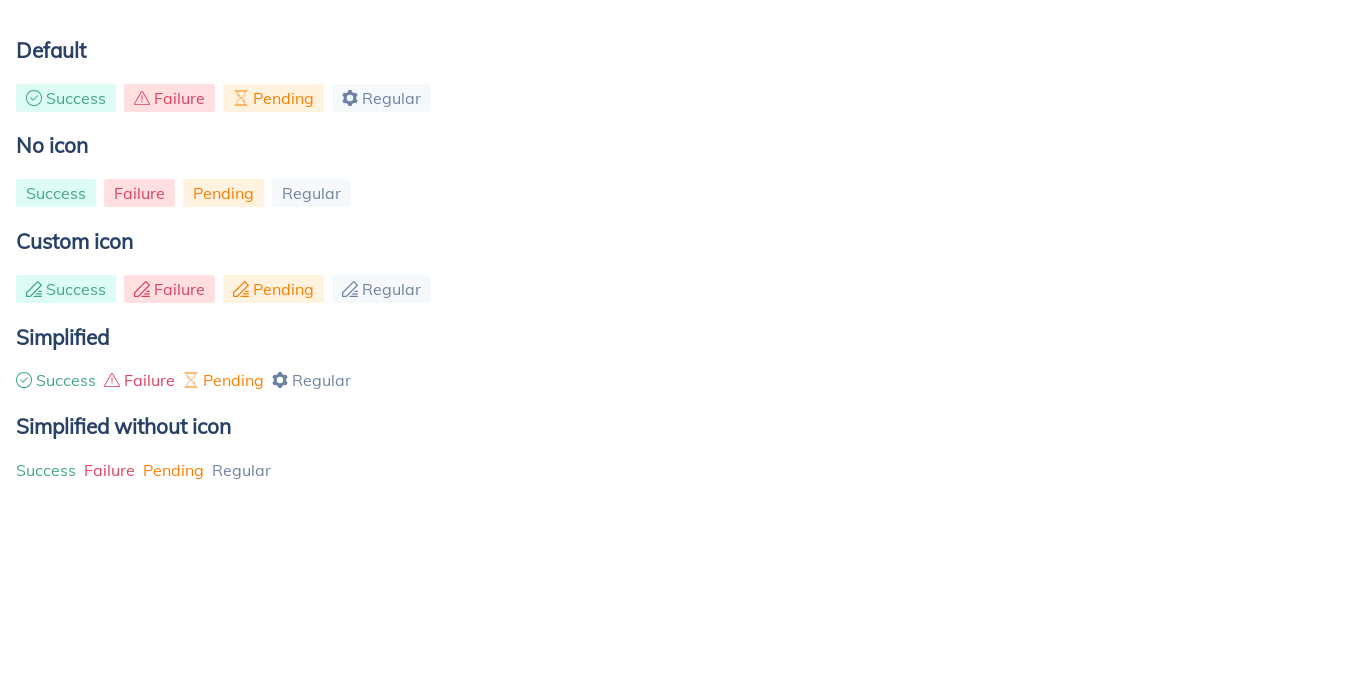 Default
Success Failure Pending Regular
No icon
Success Failure Pending Regular
Custom icon
Success Failure Pending Regular
Simplified
Success Failure Pending Regular
Simplified without icon
Success Failure Pending Regular